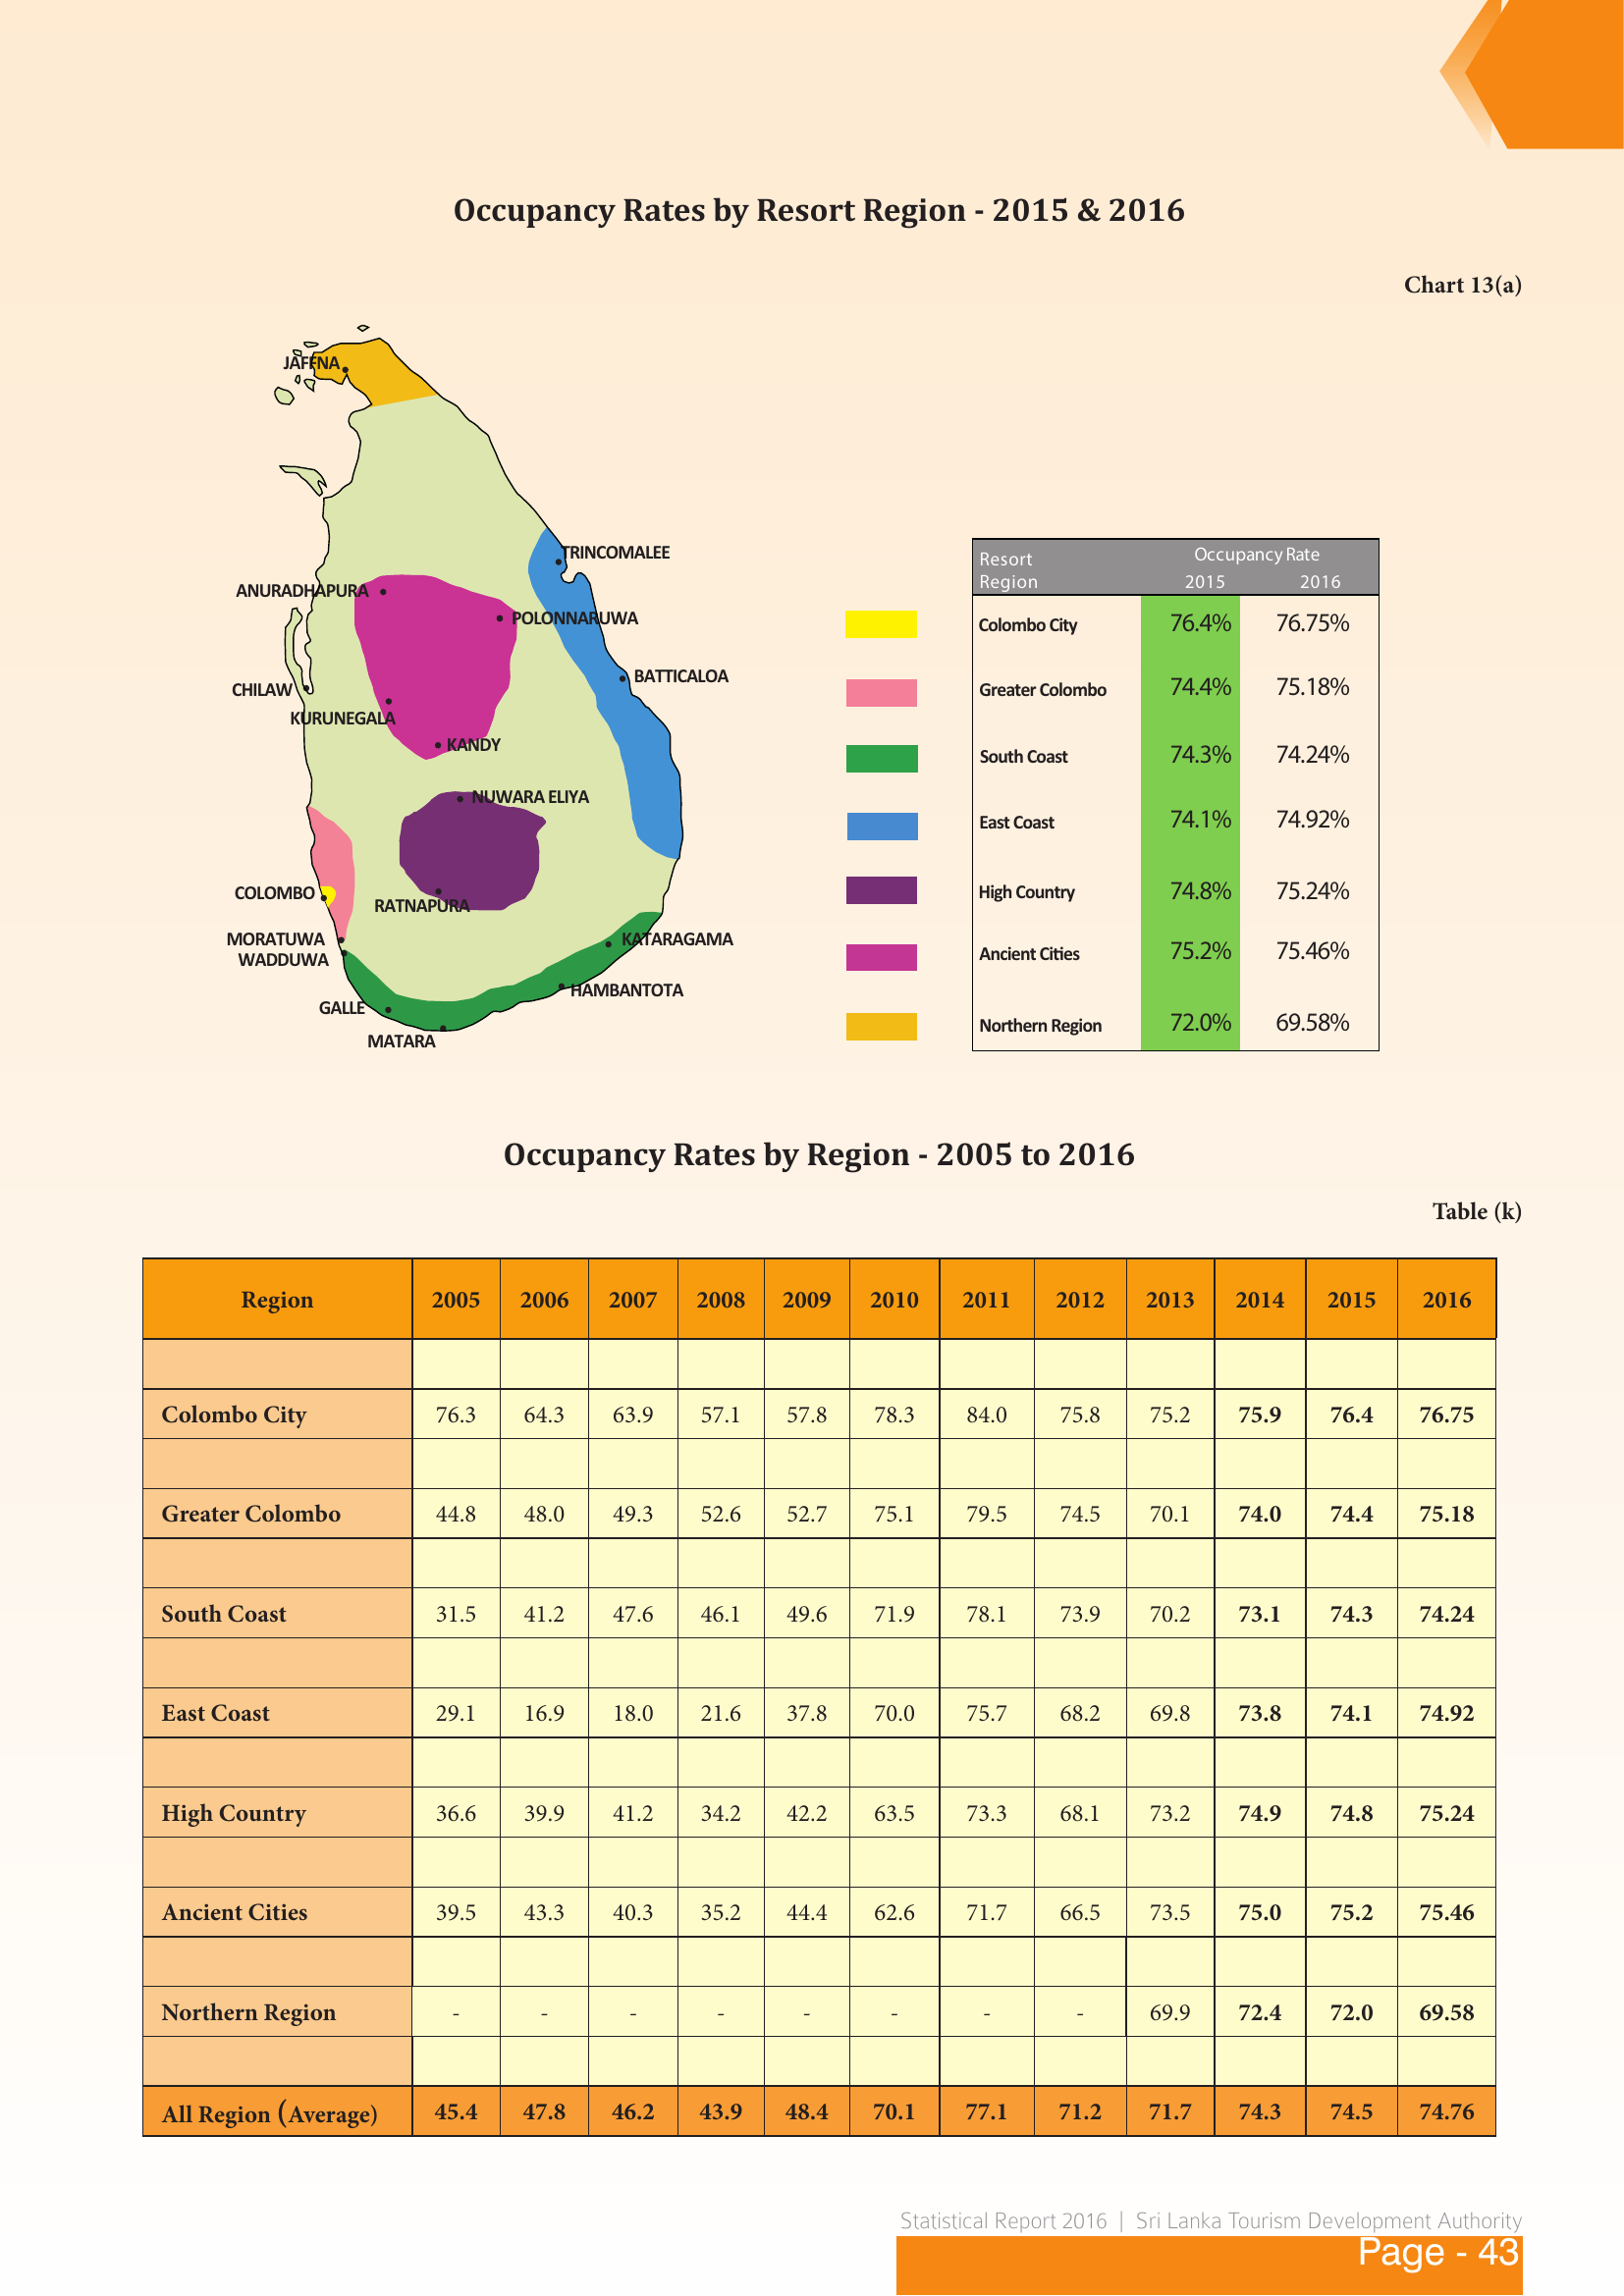 Occupancy Rates by Resort Region - 2015 & 2016
Chart 13(a)
JAFFNA
TRINCOMALEE
ANURADHAPURA
POLONNARUWA
BATTICALOA
CHILAW
KURUNEGALA
KANDY
NUWARA ELIYA
COLOMBO
RATNAPURA
MORATUWA
KATARAGAMA
WADDUWA
HAMBANTOTA
GALLE
MATARA
Resort Region Occupancy Rate
2015 2016
Colombo City 76.4% 76.75%
Greater Colombo 74.4% 75.18%
South Coast 74.3% 74.24%
East Coast 74.1% 74.92%
High Country 74.8% 75.24%
Ancient Cities 75.2% 75.46%
Northern Region 72.0% 69.58%
Occupancy Rates by Region - 2005 to 2016
Table (k)
Region 2005 2006 2007 2008 2009 2010 2011 2012 2013 2014 2015 2016
Colombo City 76.3 64.3 63.9 57.1 57.8 78.3 84.0 75.8 75.2 75.9 76.4 76.75
Greater Colombo 44.8 48.0 49.3 52.6 52.7 75.1 79.5 74.5 70.1 74.0 74.4 75.18
South Coast 31.5 41.2 47.6 46.1 49.6 71.9 78.1 73.9 70.2 73.1 74.3 74.24
East Coast 29.1 16.9 18.0 21.6 37.8 70.0 75.7 68.2 69.8 73.8 74.1 74.92
High Country 36.6 39.9 41.2 34.2 42.2 63.5 73.3 68.1 73.2 74.9 74.8 75.24
Ancient Cities 39.5 43.3 40.3 35.2 44.4 62.6 71.7 66.5 73.5 75.0 75.2 75.46
Northern Region - - - - - - - - 69.9 72.4 72.0 69.58
All Region (Average) 45.4 47.8 46.2 43.9 48.4 70.1 77.1 71.2 71.7 74.3 74.5 74.76
Statistical Report 2016 | Sri Lanka Tourism Development Authority
Page - 43